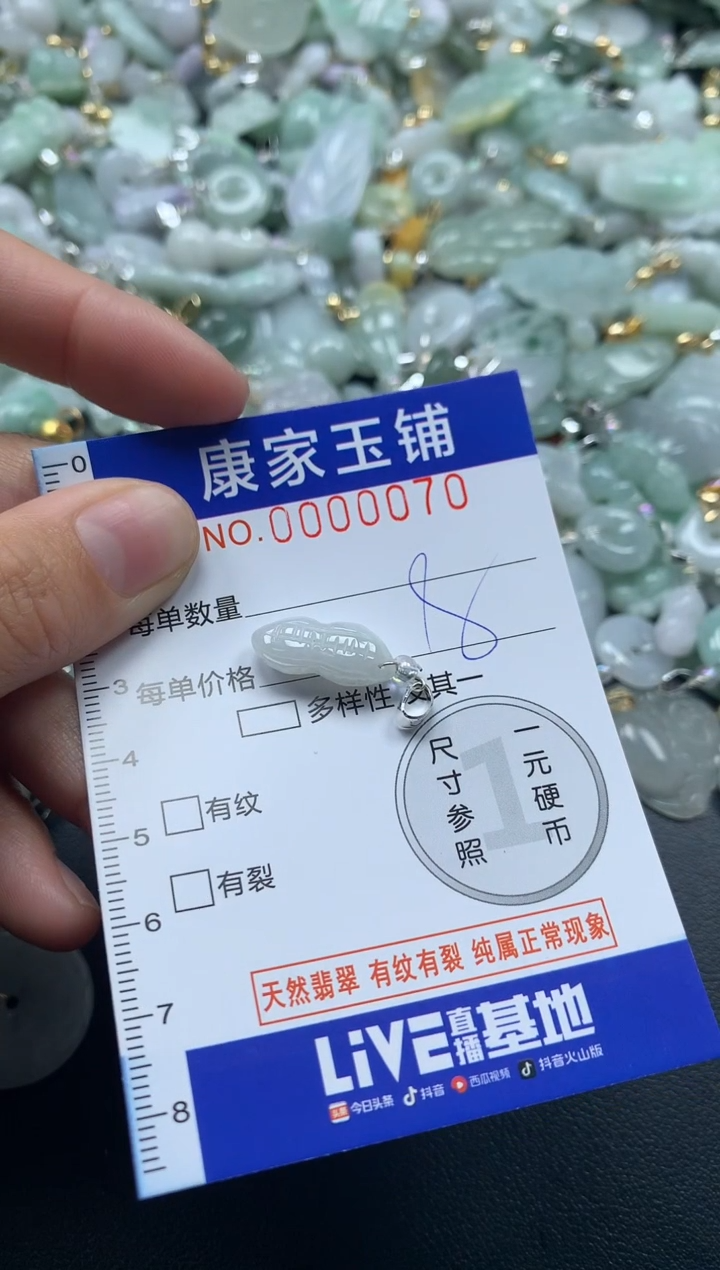 康家玉铺
NO.0000070
每单数量
8
每单价格
多样性 其一
有纹
有裂
尺寸参照
一元硬币
1
天然翡翠 有纹有裂 纯属正常现象
LiVE直播基地
头条 今日头条 抖音 西瓜视频 抖音火山版
0
3
4
5
6
7
8